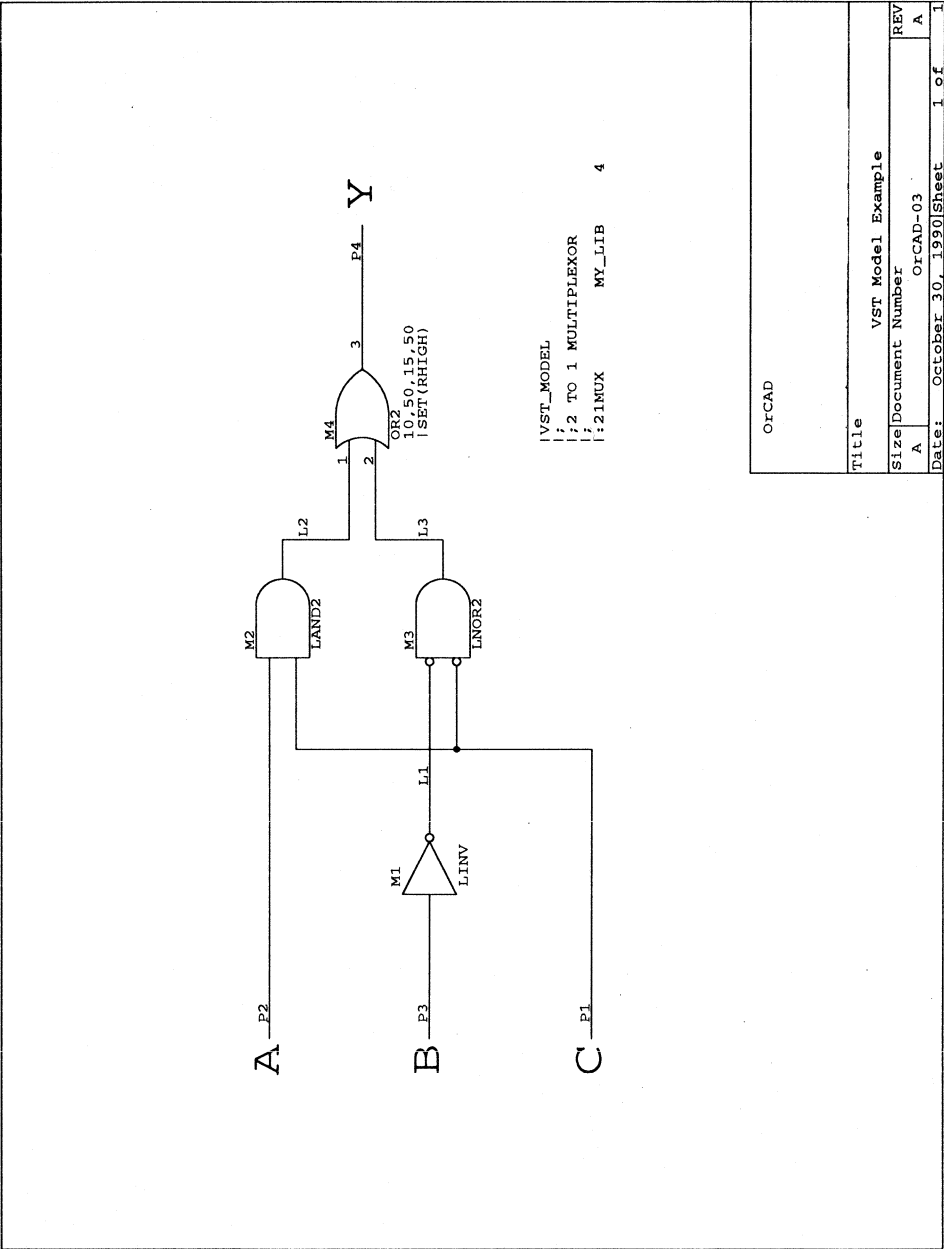 A
P2
M2
LAND2
L2
M4
1
2
OR2
10,50,15,50
|SET(RHIGH)
3
P4
Y
B
P3
M1
LINV
L1
M3
LNOR2
L3
C
P1
|VST_MODEL
|;
|;2 TO 1 MULTIPLEXOR
|;
|:21MUX MY_LIB 4
OrCAD
Title
VST Model Example
Size Document Number REV
A OrCAD-03 A
Date: October 30, 1990 Sheet 1 of 1